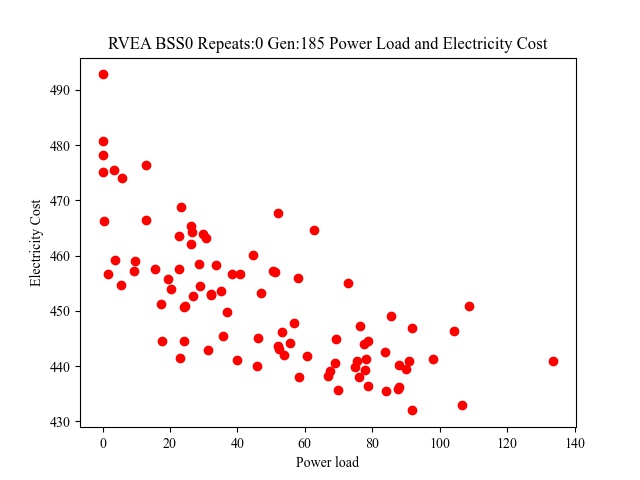 RVEA BSS0 Repeats:0 Gen:185 Power Load and Electricity Cost
490
480
470
460
450
440
430
Electricity Cost
0 20 40 60 80 100 120 140
Power load